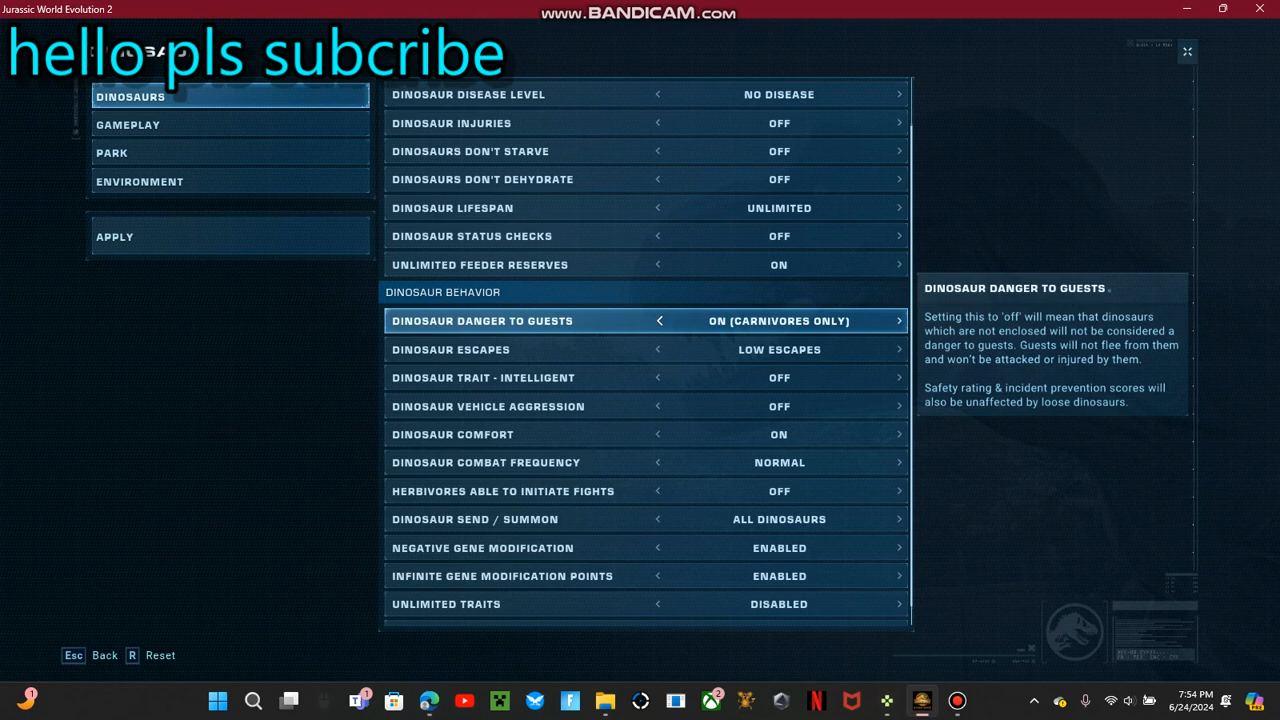 Jurassic World Evolution 2
www.BANDICAM.com
hello pls subcribe
DINOSAURS
GAMEPLAY
PARK
ENVIRONMENT
APPLY
DINOSAUR DISEASE LEVEL < NO DISEASE >
DINOSAUR INJURIES < OFF >
DINOSAURS DON'T STARVE < OFF >
DINOSAURS DON'T DEHYDRATE < OFF >
DINOSAUR LIFESPAN < UNLIMITED >
DINOSAUR STATUS CHECKS < OFF >
UNLIMITED FEEDER RESERVES < ON >
DINOSAUR BEHAVIOR
DINOSAUR DANGER TO GUESTS < ON (CARNIVORES ONLY) >
DINOSAUR ESCAPES < LOW ESCAPES >
DINOSAUR TRAIT - INTELLIGENT < OFF >
DINOSAUR VEHICLE AGGRESSION < OFF >
DINOSAUR COMFORT < ON >
DINOSAUR COMBAT FREQUENCY < NORMAL >
HERBIVORES ABLE TO INITIATE FIGHTS < OFF >
DINOSAUR SEND / SUMMON < ALL DINOSAURS >
NEGATIVE GENE MODIFICATION < ENABLED >
INFINITE GENE MODIFICATION POINTS < ENABLED >
UNLIMITED TRAITS < DISABLED >
DINOSAUR DANGER TO GUESTS
Setting this to 'off' will mean that dinosaurs
which are not enclosed will not be considered a
danger to guests. Guests will not flee from them
and won't be attacked or injured by them.
Safety rating & incident prevention scores will
also be unaffected by loose dinosaurs.
Esc Back R Reset
7:54 PM
6/24/2024